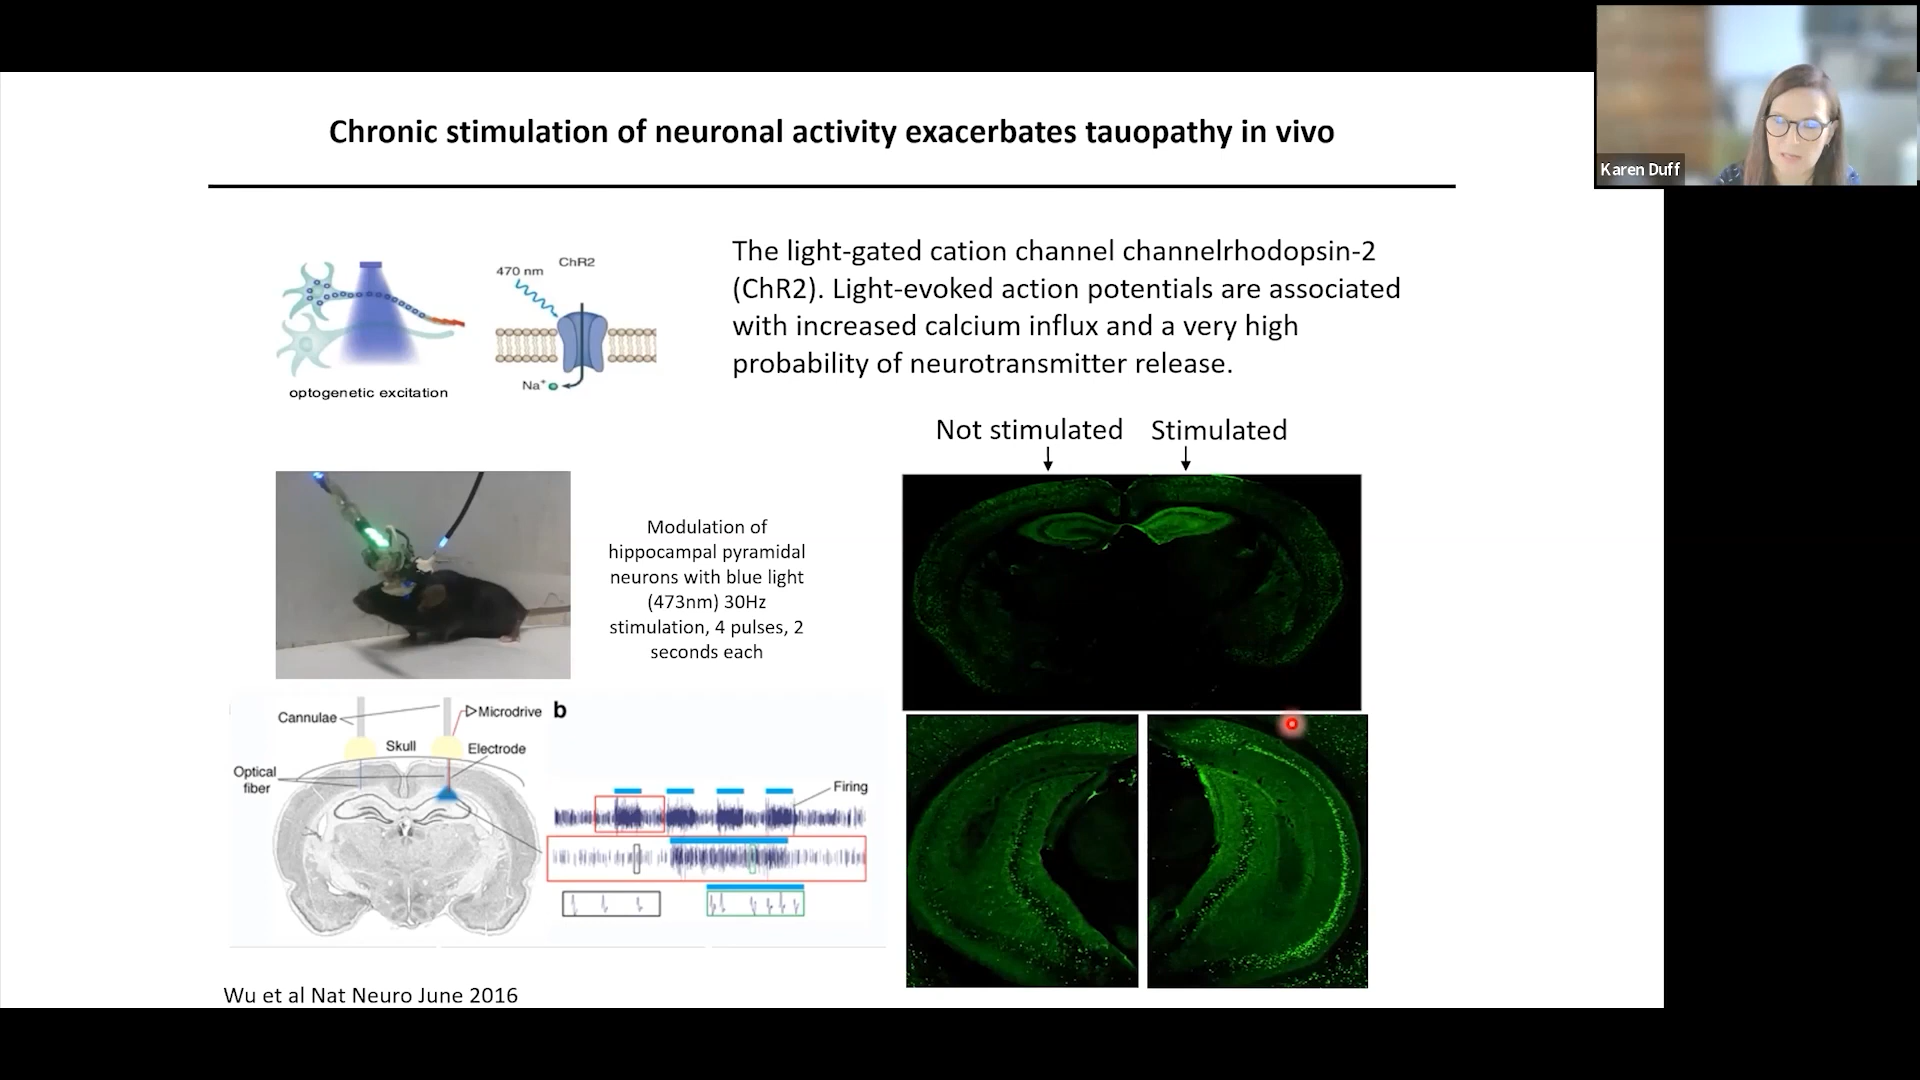 Chronic stimulation of neuronal activity exacerbates tauopathy in vivo
Karen Duff
The light-gated cation channel channelrhodopsin-2
(ChR2). Light-evoked action potentials are associated
with increased calcium influx and a very high
probability of neurotransmitter release.
470 nm
ChR2
Na+
optogenetic excitation
Not stimulated
Stimulated
Modulation of
hippocampal pyramidal
neurons with blue light
(473nm) 30Hz
stimulation, 4 pulses, 2
seconds each
Cannulae
Microdrive
b
Skull
Electrode
Optical
fiber
Firing
Wu et al Nat Neuro June 2016